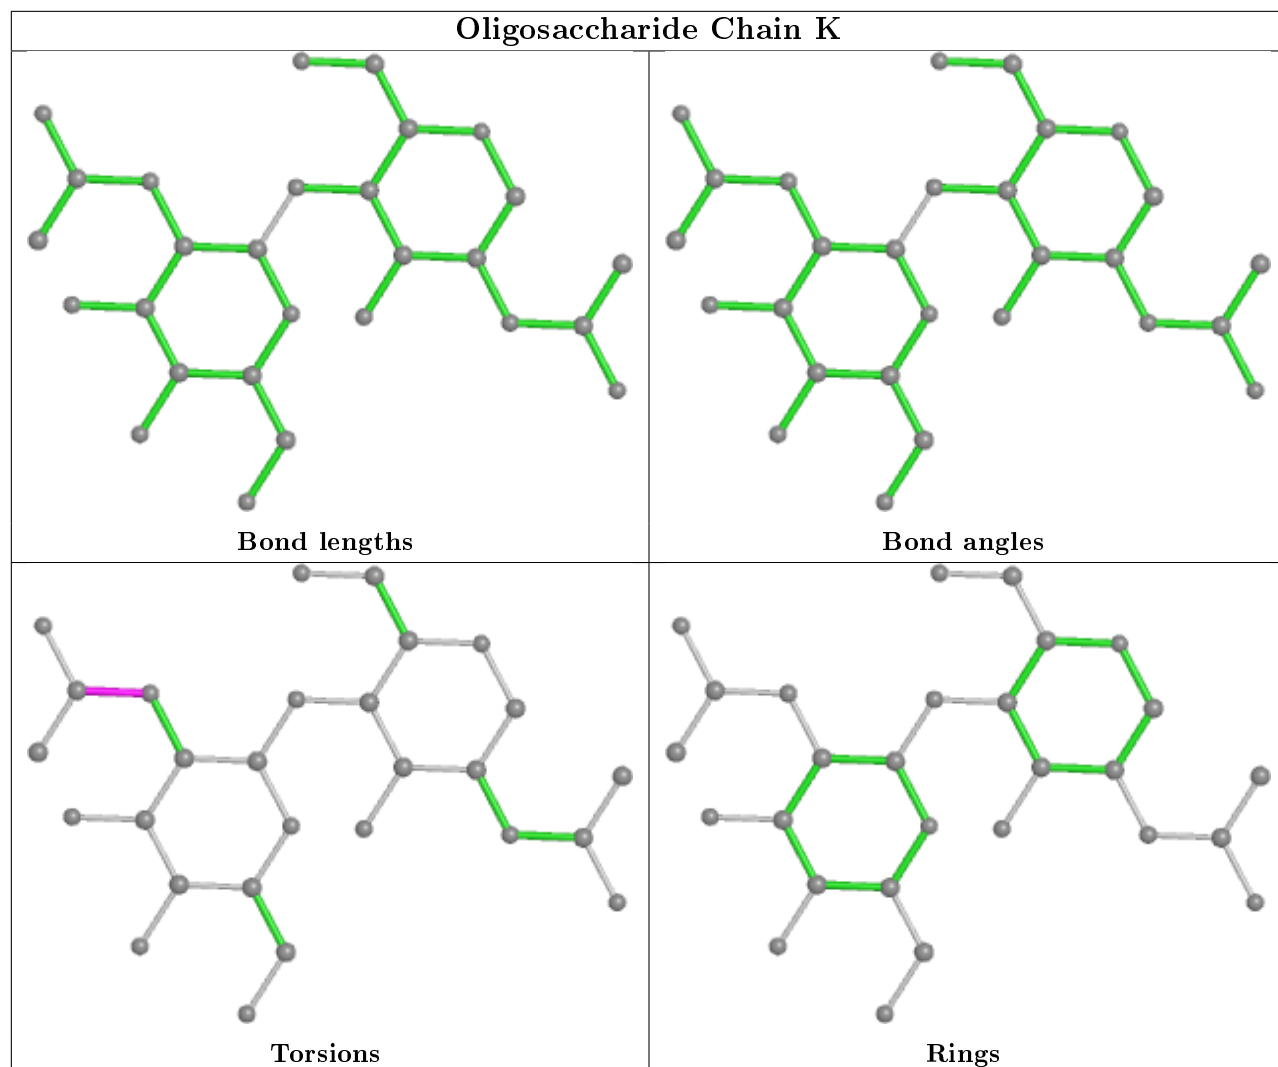 Oligosaccharide Chain K
Bond lengths
Bond angles
Torsions
Rings